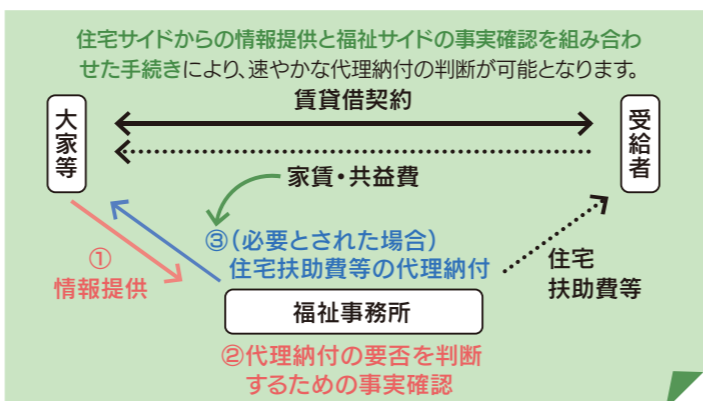 住宅サイドからの情報提供と福祉サイドの事実確認を組み合わ
せた手続きにより、速やかな代理納付の判断が可能となります。
賃貸借契約
大家等
受給者
家賃・共益費
③(必要とされた場合)
住宅扶助費等の代理納付
①
情報提供
住宅
扶助費等
福祉事務所
②代理納付の要否を判断
するための事実確認